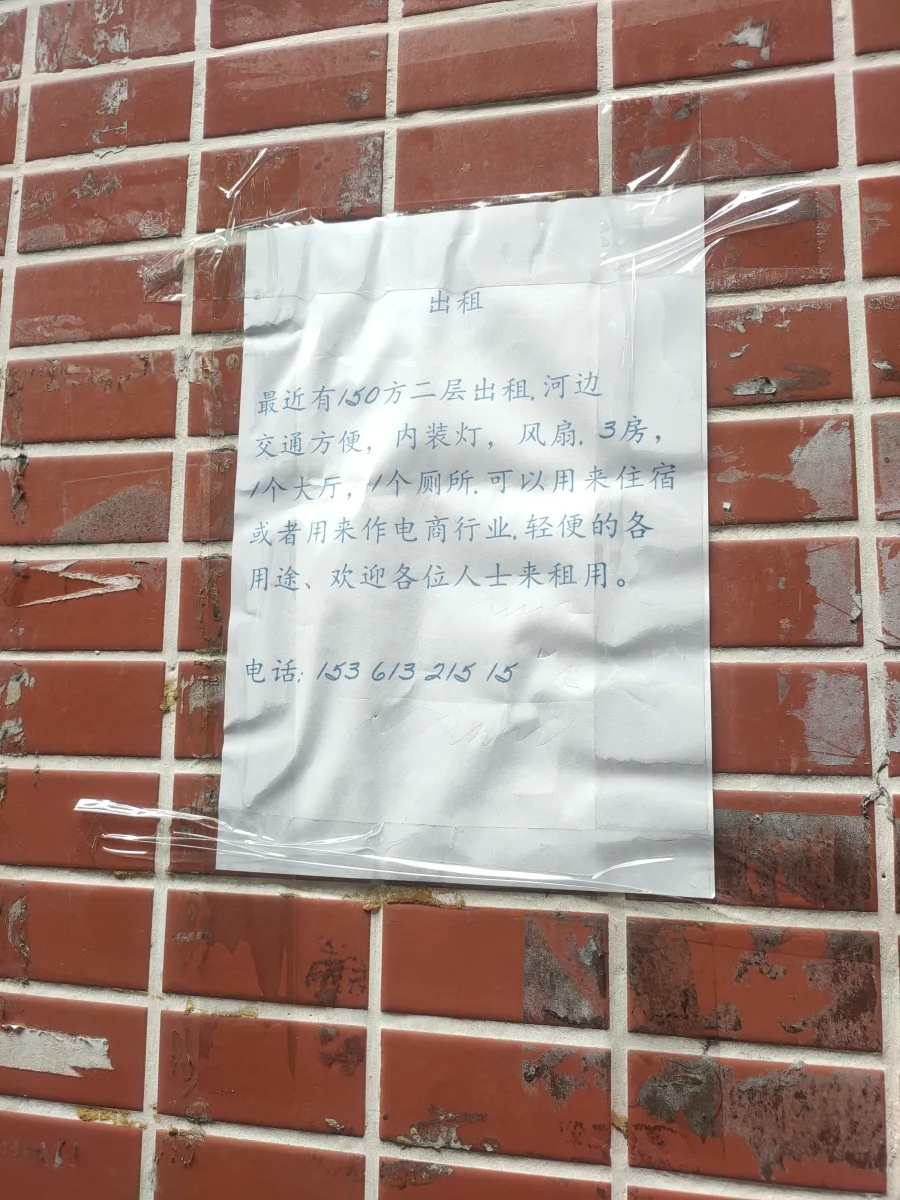 出租
最近有150方二层出租.河边
交通方便，内装灯，风扇.3房，
1个大厅，1个厕所.可以用来住宿
或者用来作电商行业.轻便的各
用途、欢迎各位人士来租用。
电话:153 613 215 15